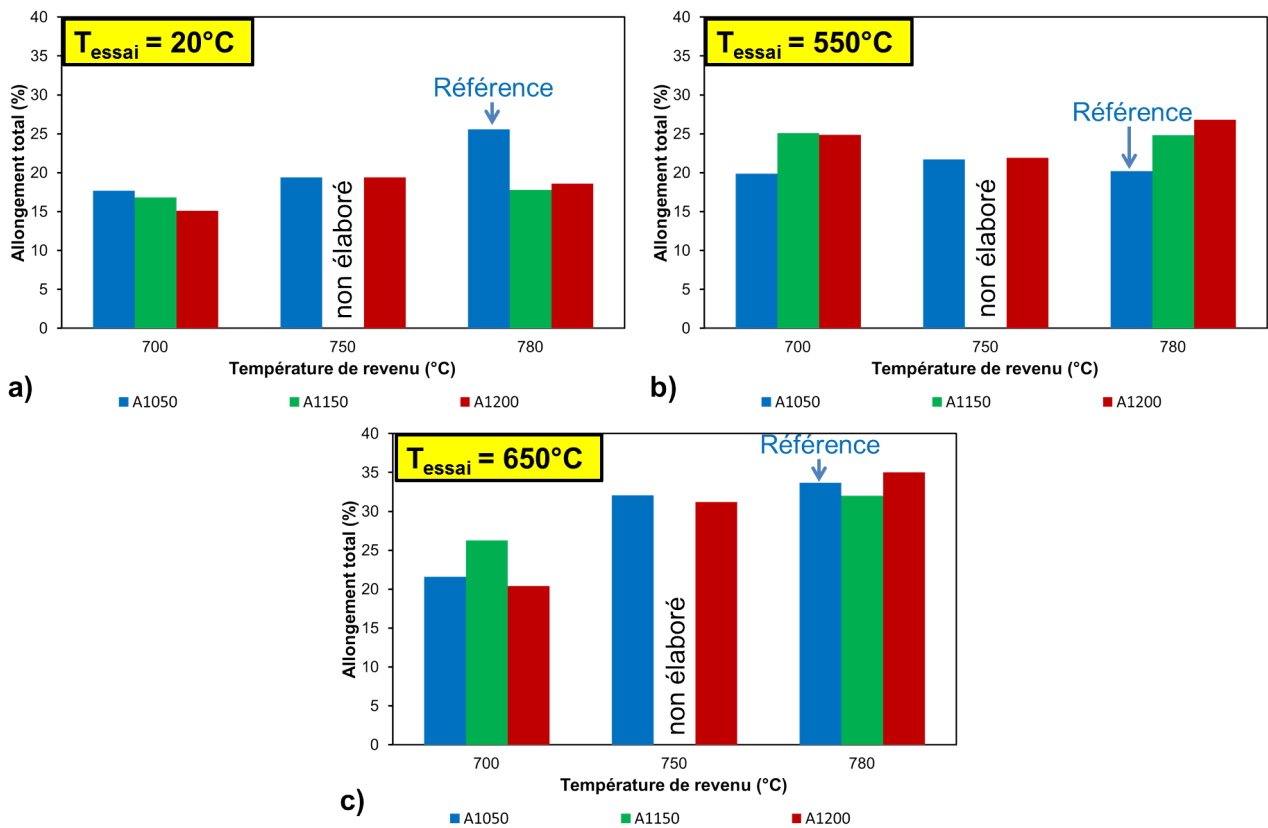 T_essai = 20°C
Référence
Allongement total (%)
40
35
30
25
20
15
10
5
0
non élaboré
700
750
780
Température de revenu (°C)
a)
A1050
A1150
A1200
T_essai = 550°C
Référence
Allongement total (%)
40
35
30
25
20
15
10
5
0
non élaboré
700
750
780
Température de revenu (°C)
b)
A1050
A1150
A1200
T_essai = 650°C
Référence
Allongement total (%)
40
35
30
25
20
15
10
5
0
non élaboré
700
750
780
Température de revenu (°C)
c)
A1050
A1150
A1200